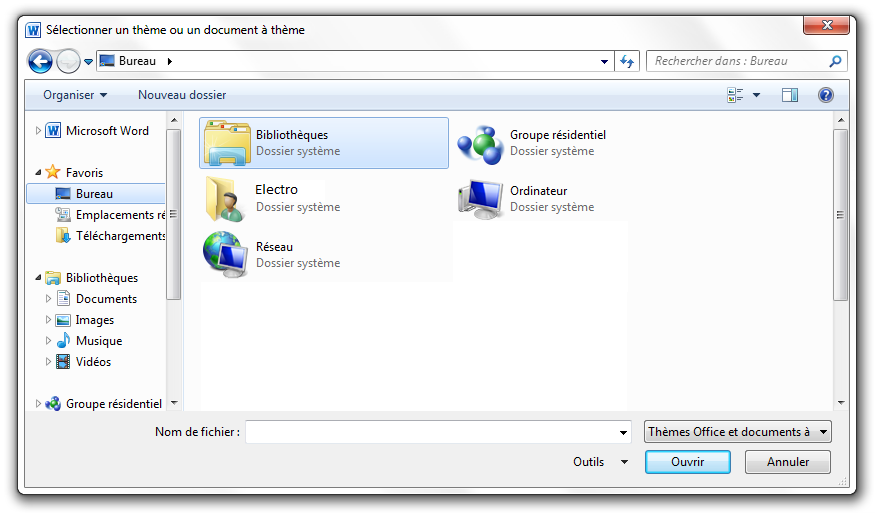 Sélectionner un thème ou un document à thème
Bureau
Rechercher dans : Bureau
Organiser
Nouveau dossier
Microsoft Word
Favoris
Bureau
Emplacements ré
Téléchargements
Bibliothèques
Documents
Images
Musique
Vidéos
Groupe résidentiel
Bibliothèques
Dossier système
Groupe résidentiel
Dossier système
Electro
Dossier système
Ordinateur
Dossier système
Réseau
Dossier système
Nom de fichier :
Thèmes Office et documents à
Outils
Ouvrir
Annuler